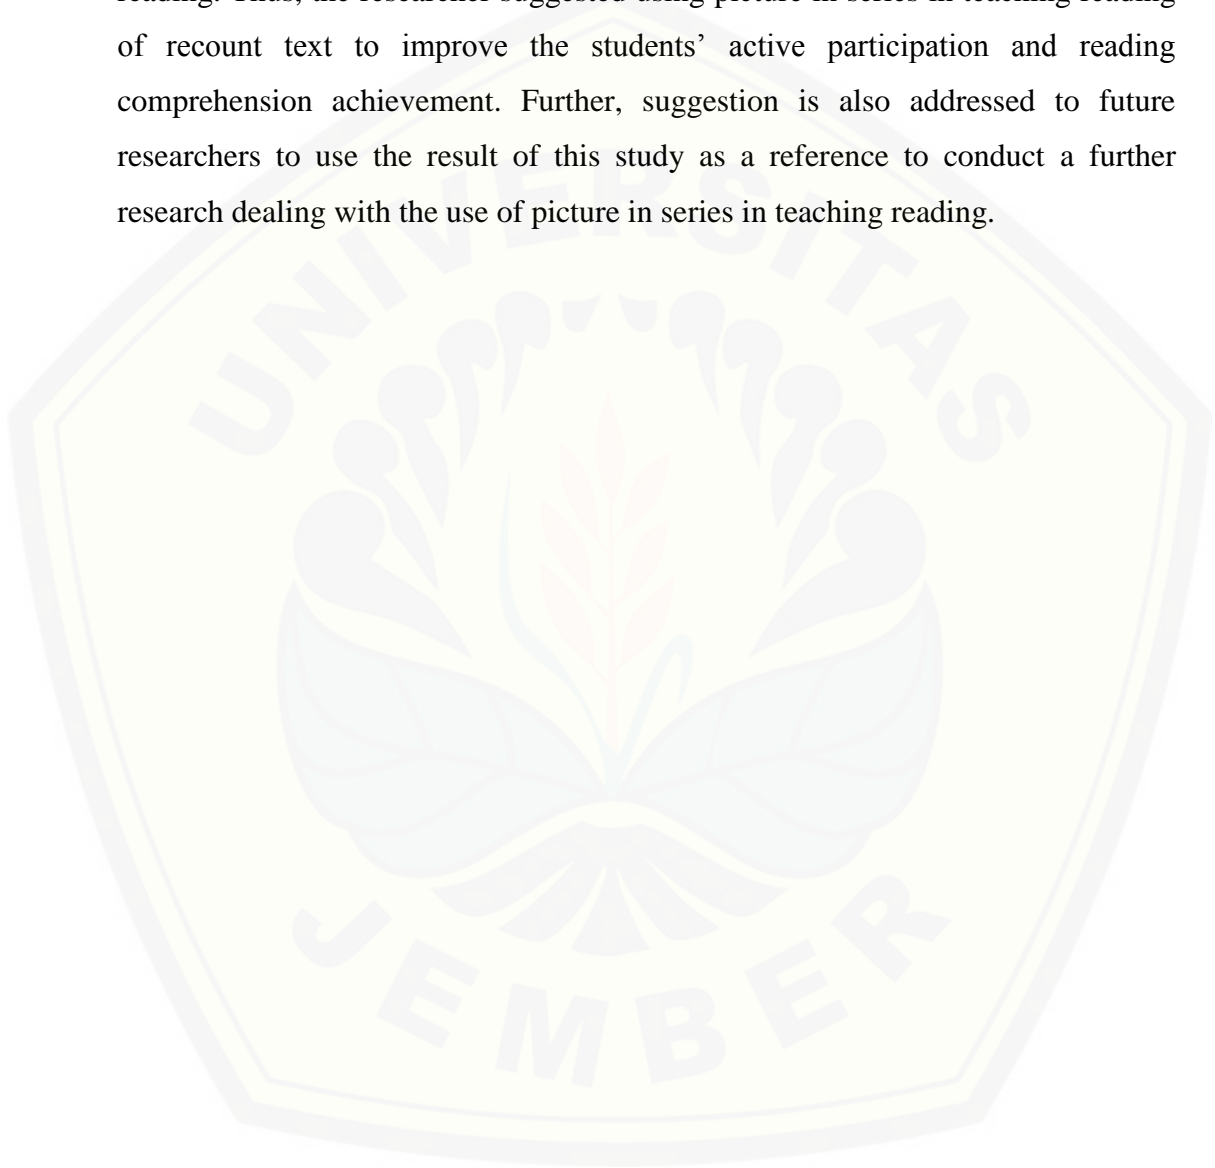 reading. Thus, the researcher suggested using picture in series in teaching reading
of recount text to improve the students’ active participation and reading
comprehension achievement. Further, suggestion is also addressed to future
researchers to use the result of this study as a reference to conduct a further
research dealing with the use of picture in series in teaching reading.
UNIVERSITAS
JEMBER